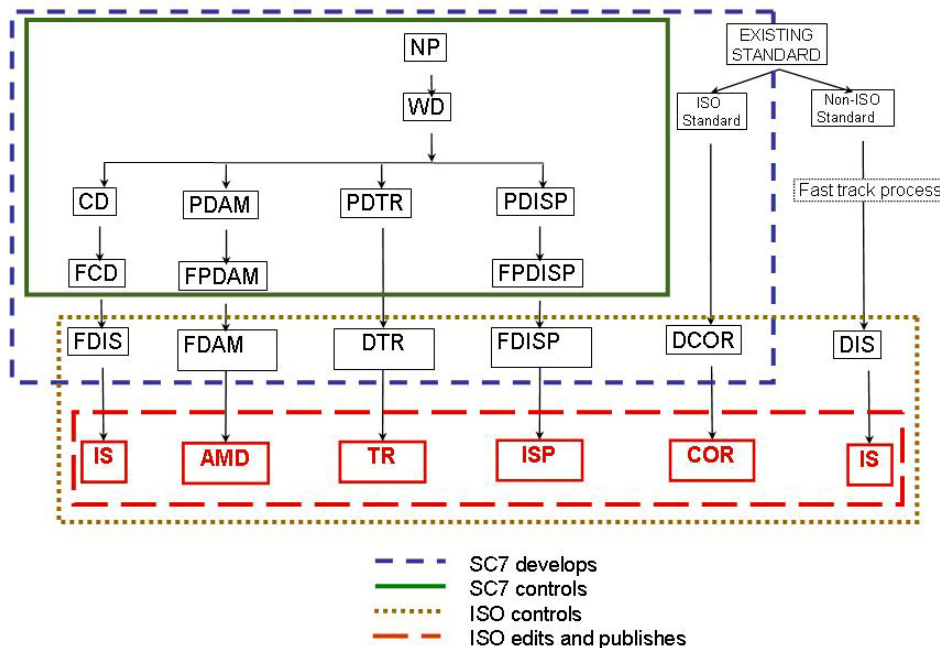 NP
EXISTING
STANDARD
WD
ISO
Standard
Non-ISO
Standard
Fast track process
CD
PDAM
PDTR
PDISP
FCD
FPDAM
FPDISP
FDIS
FDAM
DTR
FDISP
DCOR
DIS
IS
AMD
TR
ISP
COR
IS
SC7 develops
SC7 controls
ISO controls
ISO edits and publishes